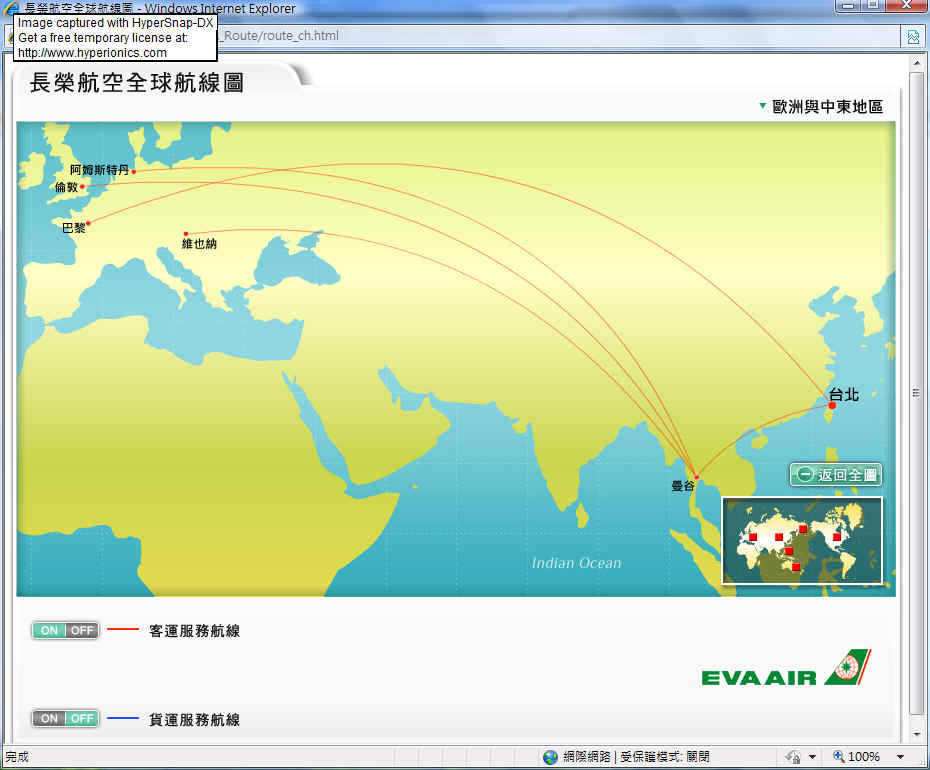 長榮航空全球航線圖 - Windows Internet Explorer
Image captured with HyperSnap-DX
Get a free temporary license at:
http://www.hyperionics.com
_Route/route_ch.html
長榮航空全球航線圖
歐洲與中東地區
阿姆斯特丹
倫敦
巴黎
維也納
台北
曼谷
返回全圖
Indian Ocean
ON OFF 客運服務航線
EVA AIR
ON OFF 貨運服務航線
完成
網際網路 | 受保護模式: 關閉
100%